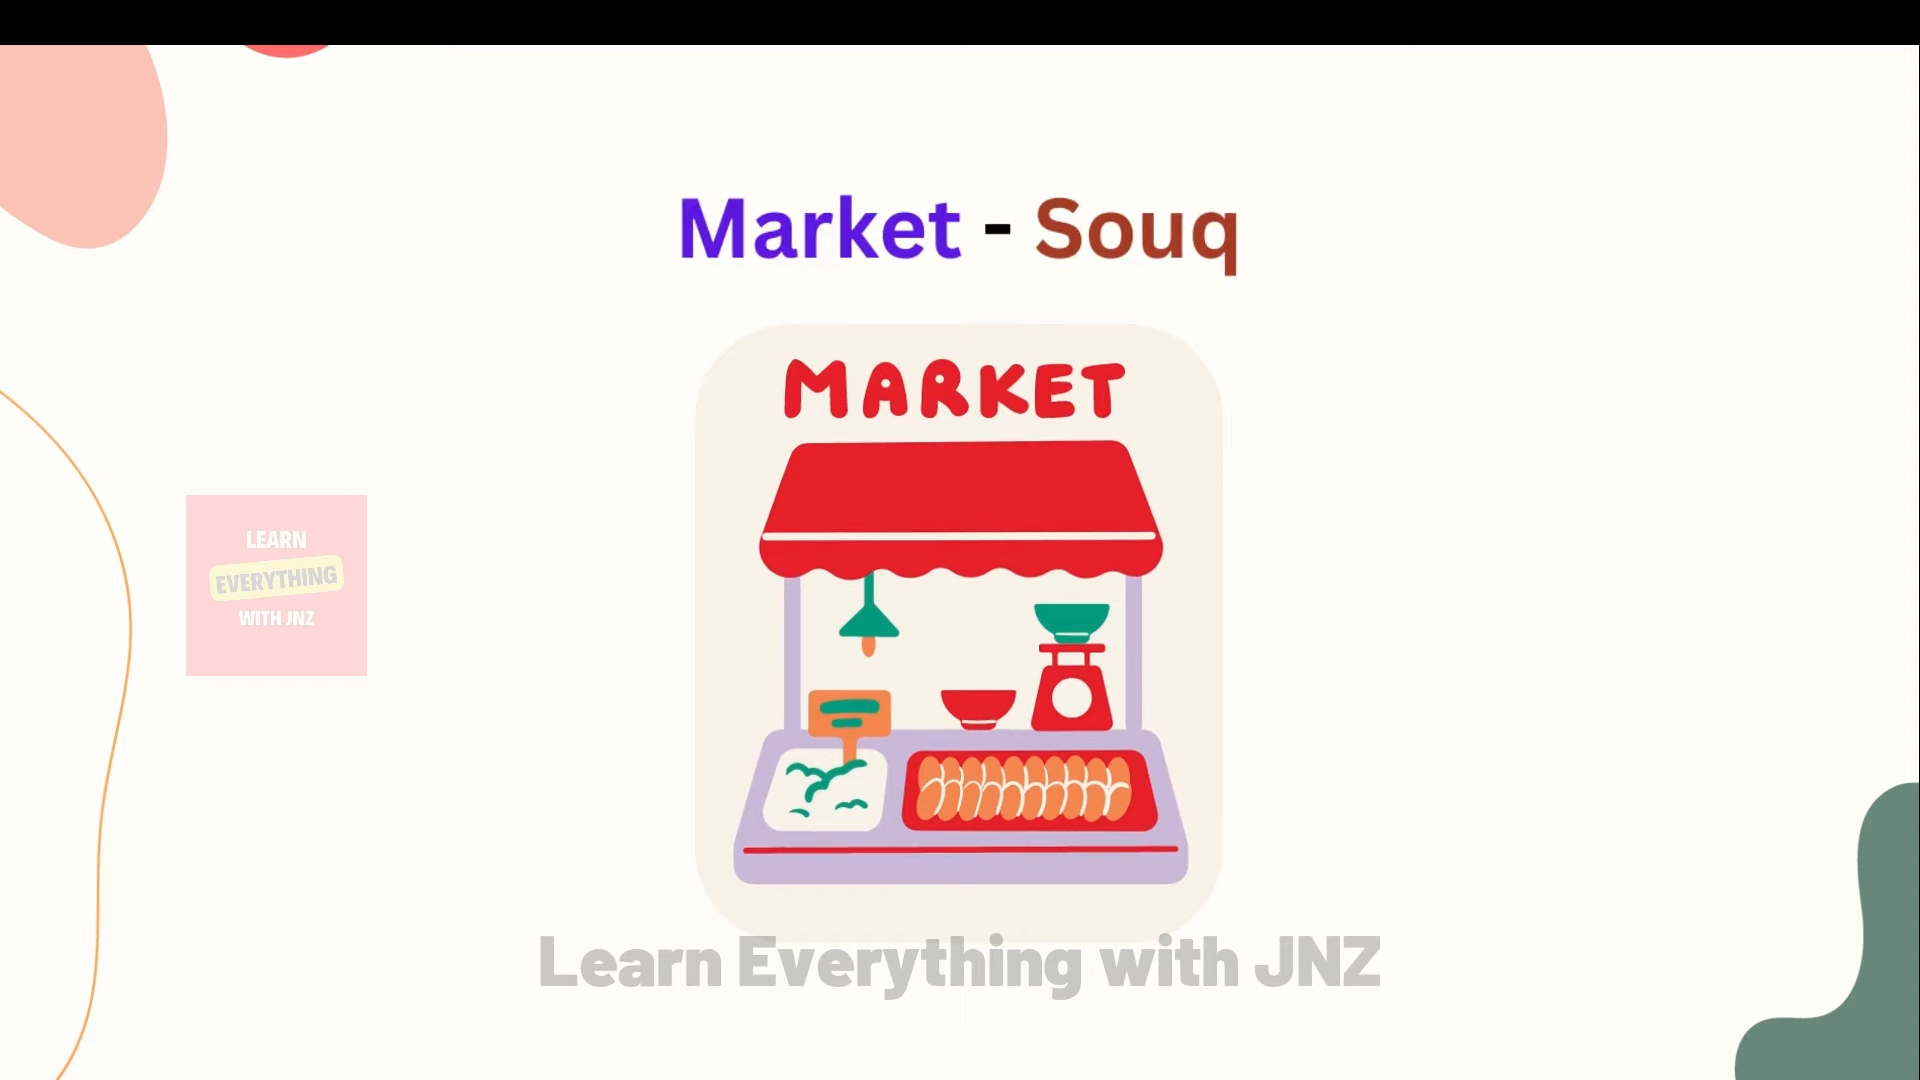 Market - Souq
MARKET
LEARN
EVERYTHING
WITH JNZ
Learn Everything with JNZ